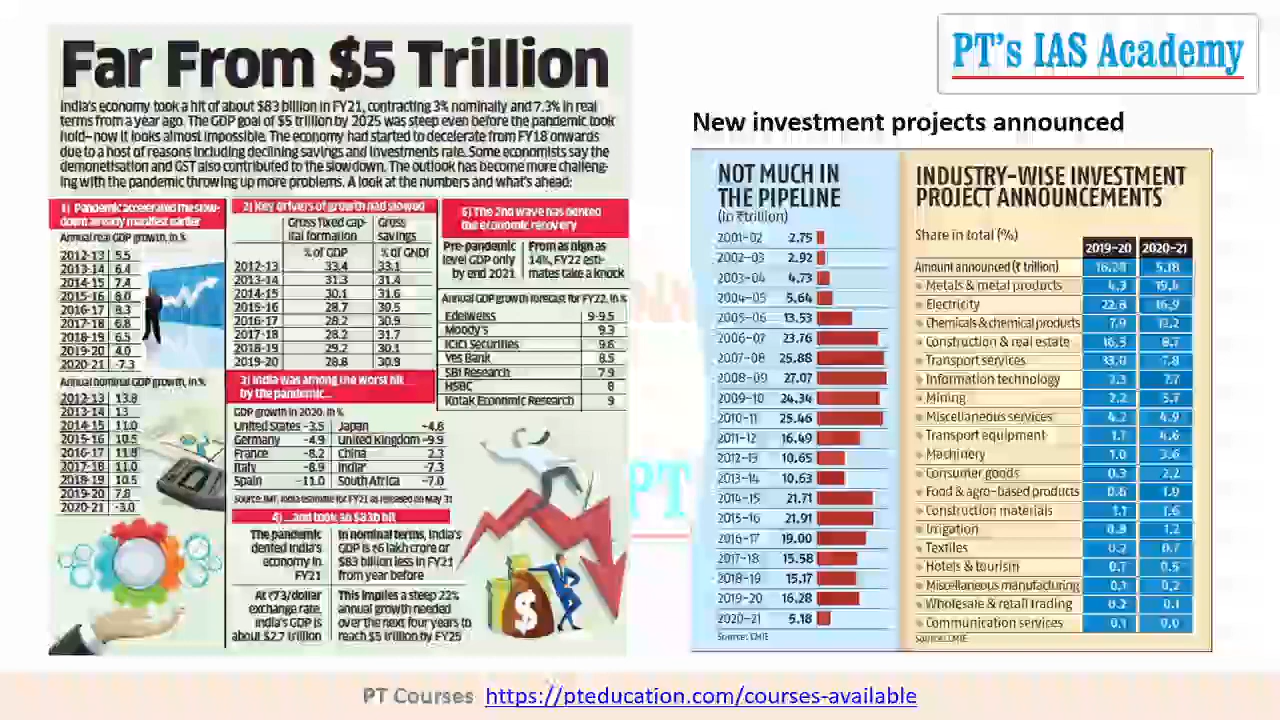 Far From $5 Trillion
India's economy took a hit of about $83 billion in FY21, contracting 3% nominally and 7.3% in real
terms from a year ago. The GDP goal of $5 trillion by 2025 was steep even before the pandemic took
hold—now it looks almost impossible. The economy had started to decelerate from FY18 onwards
due to a host of reasons including declining savings and investments rate. Some economists say the
demonetisation and GST also contributed to the slowdown. The outlook has become more challeng-
ing with the pandemic throwing up more problems. A look at the numbers and what's ahead:
1) Pandemic accelerated the slow-
down already manifest earlier
Annual real GDP growth, in %
2012-13 5.5
2013-14 6.4
2014-15 7.4
2015-16 8.0
2016-17 8.3
2017-18 6.8
2018-19 6.5
2019-20 4.0
2020-21 -7.3
Annual nominal GDP growth, in %
2012-13 13.8
2013-14 13
2014-15 11.0
2015-16 10.5
2016-17 11.8
2017-18 11.0
2018-19 10.5
2019-20 7.8
2020-21 -3.0
2) Key drivers of growth had slowed
Gross fixed cap-
ital formation
Gross
savings
% of GDP % of GNDI
2012-13 33.4 33.1
2013-14 31.3 31.4
2014-15 30.1 31.6
2015-16 28.7 30.5
2016-17 28.2 30.9
2017-18 28.2 31.7
2018-19 29.2 30.1
2019-20 28.8 30.9
3) India was among the worst hit
by the pandemic...
GDP growth in 2020, in %
United States -3.5 Japan -4.8
Germany -4.9 United Kingdom -9.9
France -8.2 China 2.3
Italy -8.9 India* -7.3
Spain -11.0 South Africa -7.0
Source: IMF, India estimate for FY21 as released on May 31
4) ...and took an $83b hit
The pandemic
dented India's
economy in
FY21
In nominal terms, India's
GDP is ₹6 lakh crore or
$83 billion less in FY21
from year before
At ₹73/dollar
exchange rate,
India's GDP is
about $2.7 trillion
This implies a steep 22%
annual growth needed
over the next four years to
reach $5 trillion by FY25
5) The 2nd wave has dented
the economic recovery
Pre-pandemic
level GDP only
by end 2021
From as high as
14%, FY22 esti-
mates take a knock
Annual GDP growth forecast for FY22, in %
Edelweiss 9-9.5
Moody's 9.3
ICICI Securities 9.6
Yes Bank 8.5
SBI Research 7.9
HSBC 8
Kotak Economic Research 9
$
PT
PT's IAS Academy
New investment projects announced
NOT MUCH IN
THE PIPELINE
(In ₹trillion)
2001-02 2.75
2002-03 2.92
2003-04 4.73
2004-05 5.64
2005-06 13.53
2006-07 23.76
2007-08 25.88
2008-09 27.07
2009-10 24.34
2010-11 25.46
2011-12 16.49
2012-13 10.65
2013-14 10.63
2014-15 21.71
2015-16 21.91
2016-17 19.00
2017-18 15.58
2018-19 15.17
2019-20 16.28
2020-21 5.18
Source: CMIE
INDUSTRY-WISE INVESTMENT
PROJECT ANNOUNCEMENTS
Share in total (%)
2019-20 2020-21
Amount announced (₹ trillion) 16.28 5.18
Metals & metal products 4.3
Electricity 22.8 16.9
Chemicals & chemical products 7.9
Construction & real estate 16.3 8.7
Transport services 7.8
Information technology 7.7
Mining 2.2 5.7
Miscellaneous services 4.2 4.9
Transport equipment 1.7 4.6
Machinery 1.0 3.6
Consumer goods 0.3 2.2
Food & agro-based products 0.6 1.9
Construction materials 1.1 1.6
Irrigation 1.2
Textiles 0.2 0.7
Hotels & tourism 0.7 0.5
Miscellaneous manufacturing 0.2
Wholesale & retail trading 0.2 0.1
Communication services 0.1 0.0
Source: CMIE
PT Courses https://pteducation.com/courses-available